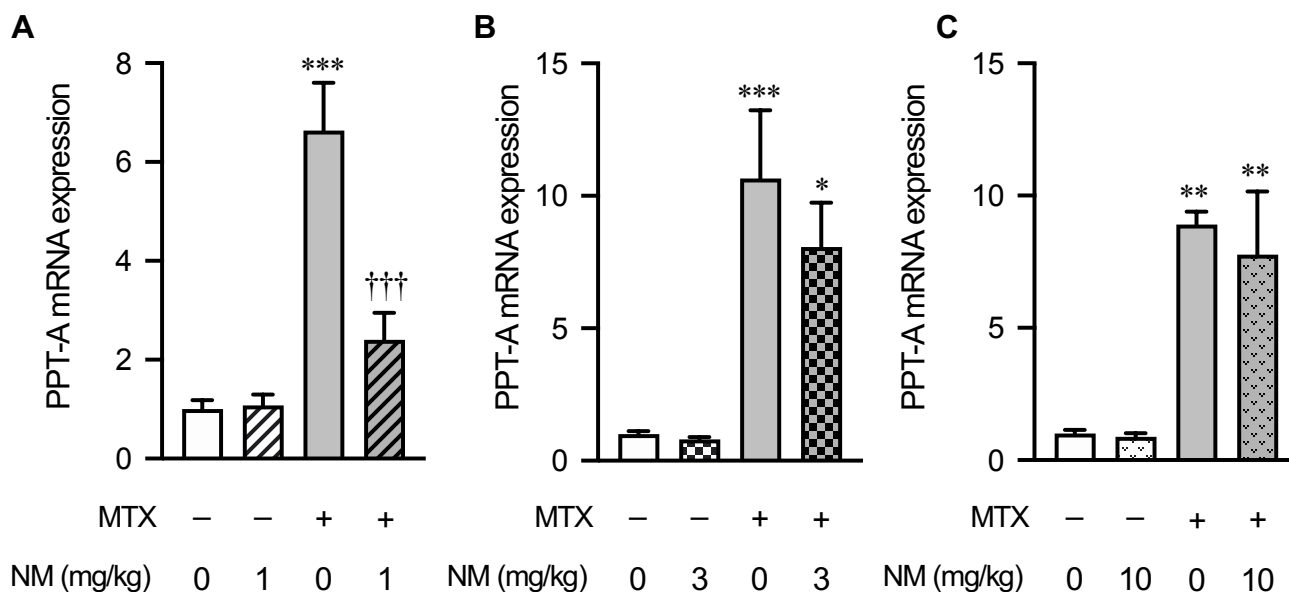 A
PPT-A mRNA expression
8
6
4
2
0
***
†††
MTX – – + +
NM (mg/kg) 0 1 0 1
B
PPT-A mRNA expression
15
10
5
0
***
*
MTX – – + +
NM (mg/kg) 0 3 0 3
C
PPT-A mRNA expression
15
10
5
0
**
**
MTX – – + +
NM (mg/kg) 0 10 0 10